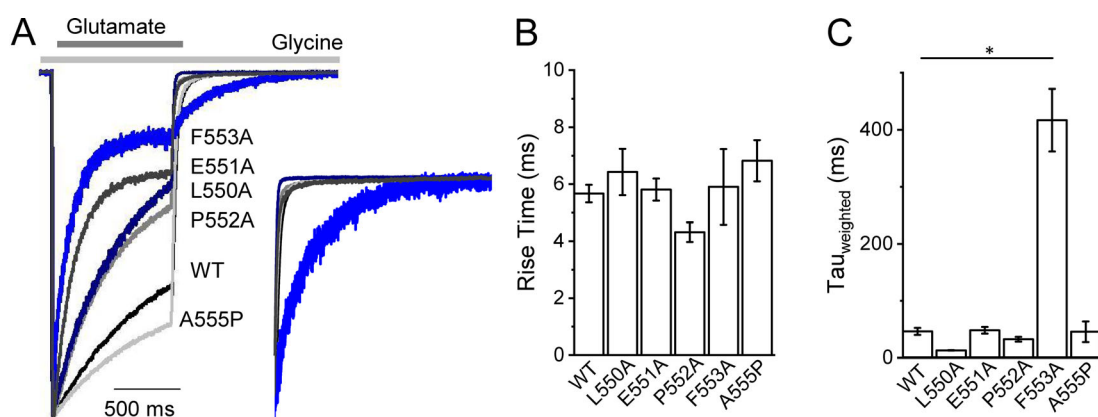 A
Glutamate
Glycine
F553A
E551A
L550A
P552A
WT
A555P
500 ms
B
Rise Time (ms)
10
8
6
4
2
0
WT
L550A
E551A
P552A
F553A
A555P
C
*
Tauweighted (ms)
400
200
0
WT
L550A
E551A
P552A
F553A
A555P